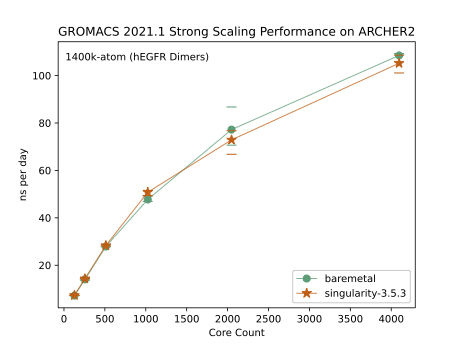 GROMACS 2021.1 Strong Scaling Performance on ARCHER2
1400k-atom (hEGFR Dimers)
ns per day
100
80
60
40
20
baremetal
singularity-3.5.3
0 500 1000 1500 2000 2500 3000 3500 4000
Core Count